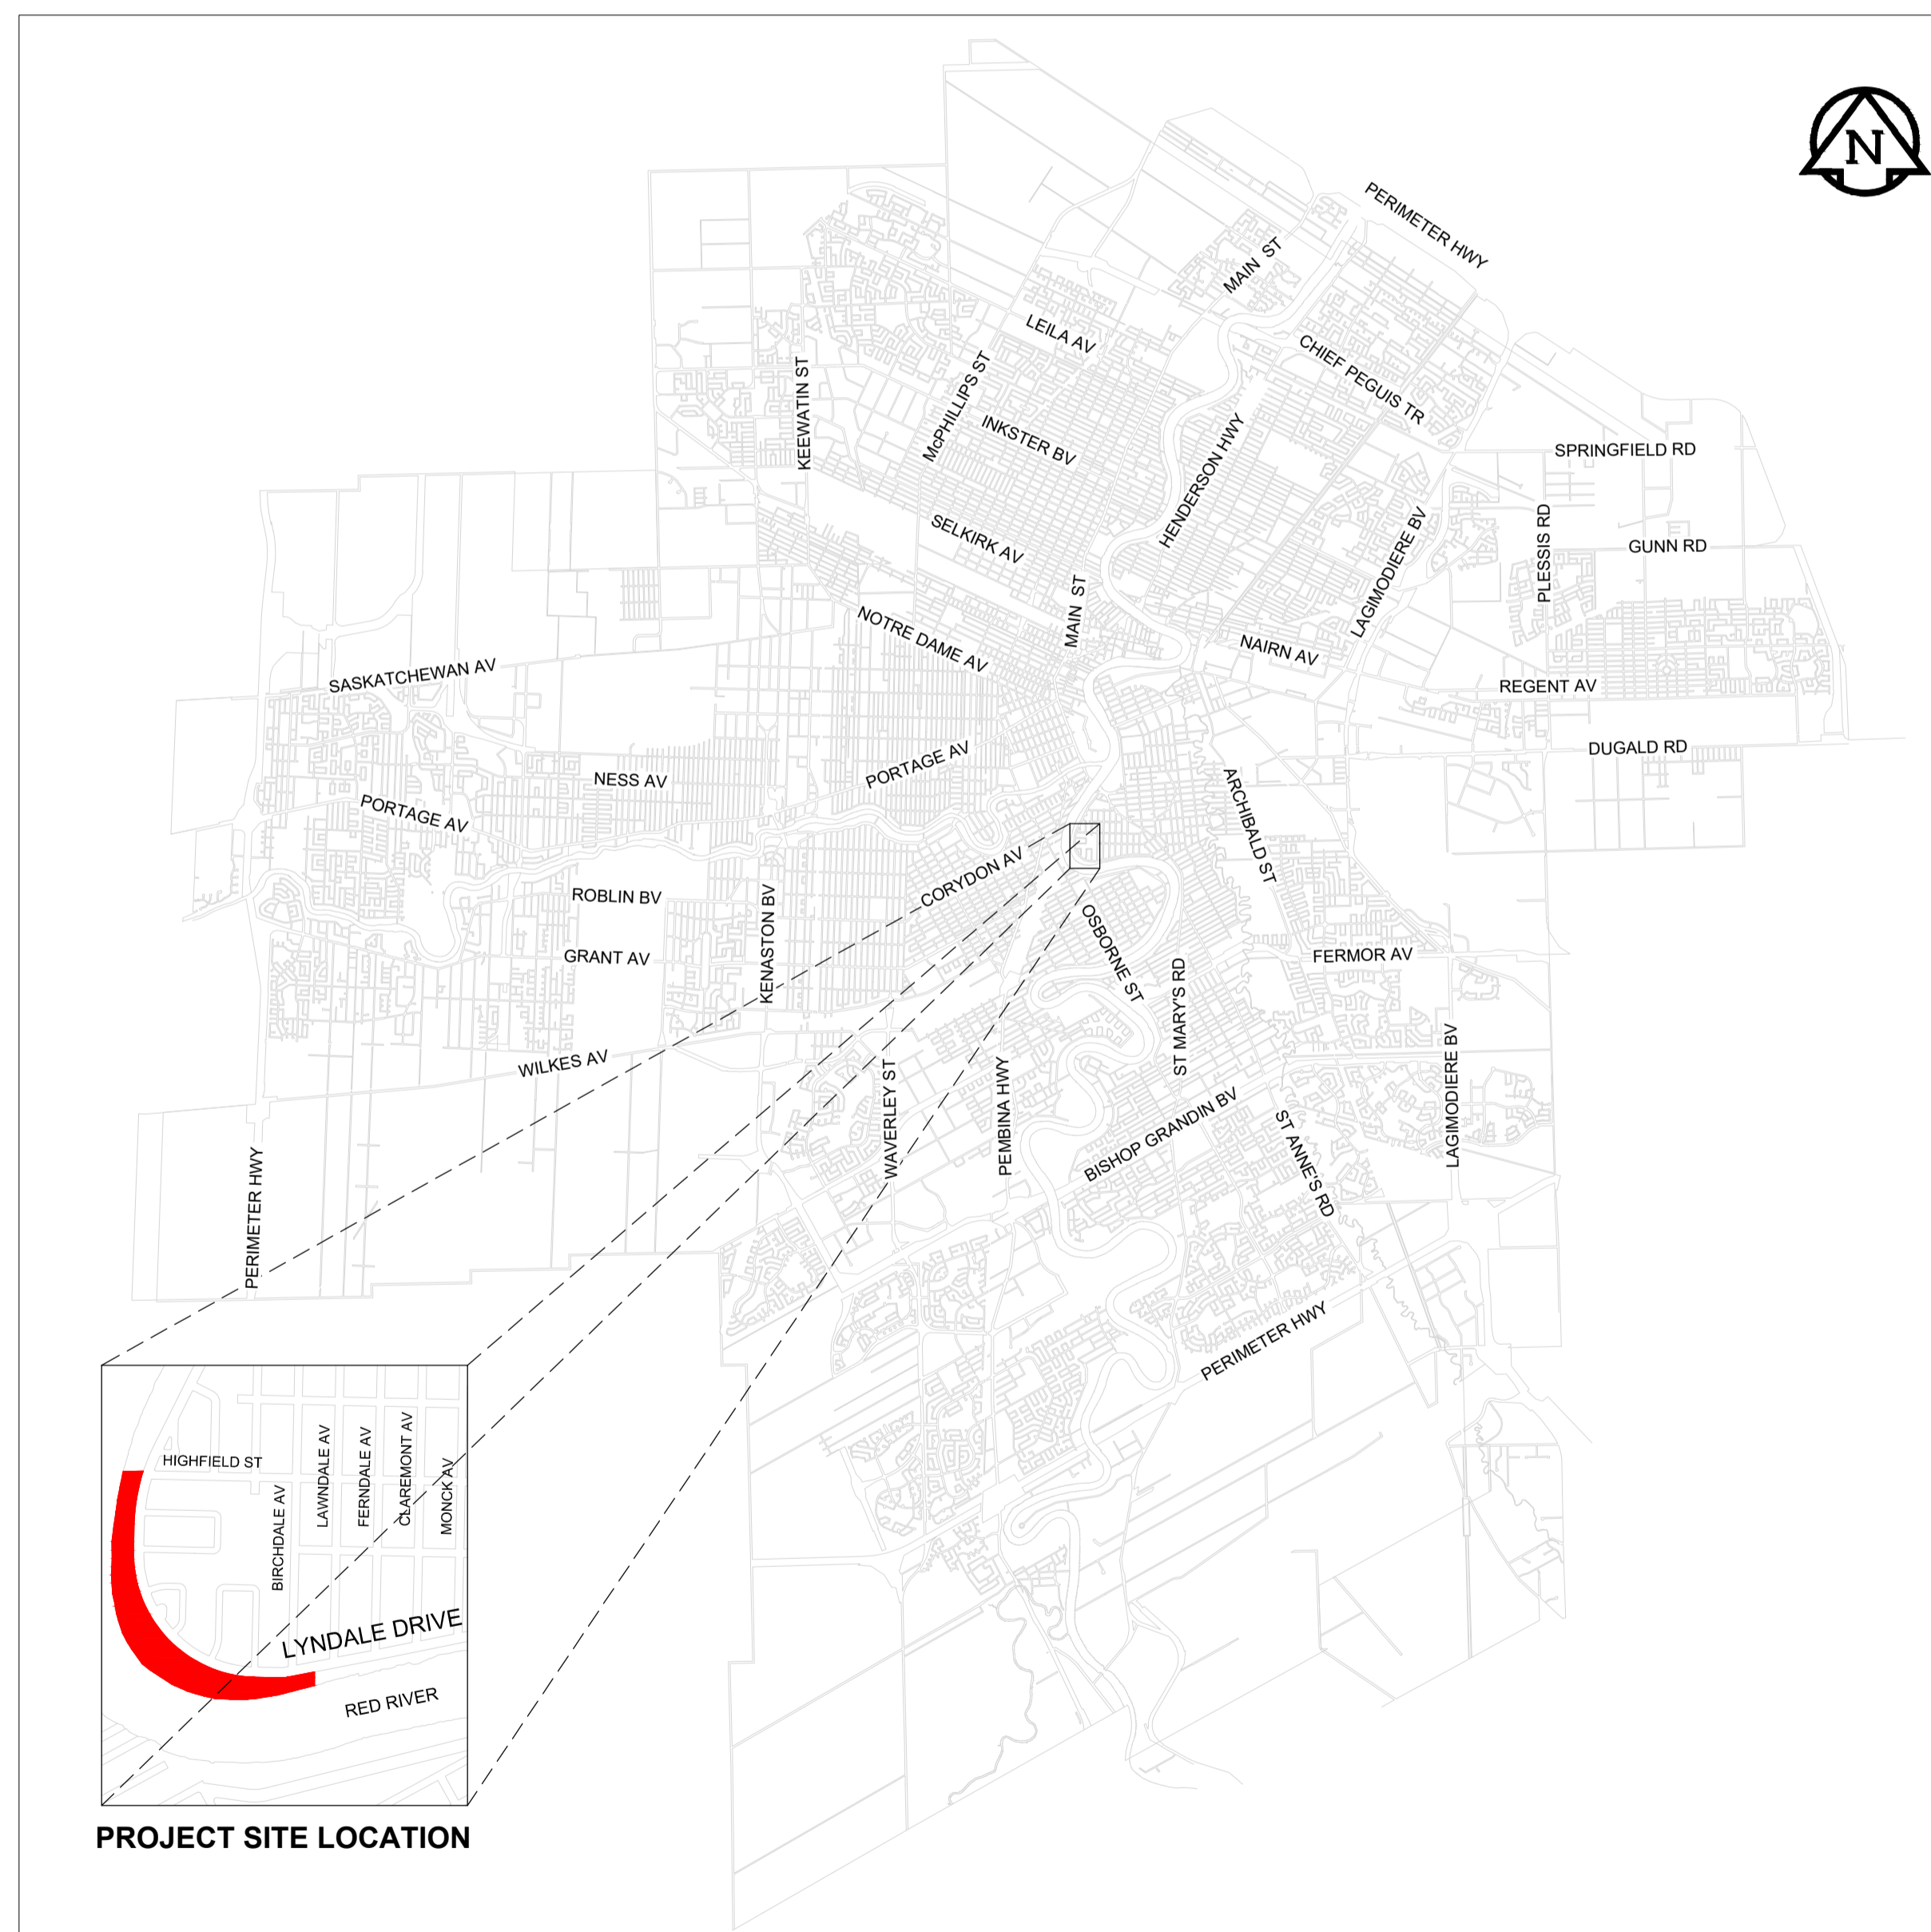 N
PERIMETER HWY
MAIN ST
LEILA AV
CHIEF PEGUIS TR
McPHILLIPS ST
KEEWATIN ST
INKSTER BV
HENDERSON HWY
SPRINGFIELD RD
SELKIRK AV
LAGIMODIERE BV
PLESSIS RD
GUNN RD
MAIN ST
NOTRE DAME AV
NAIRN AV
SASKATCHEWAN AV
REGENT AV
DUGALD RD
PORTAGE AV
NESS AV
PORTAGE AV
ARCHIBALD ST
CORYDON AV
ROBLIN BV
KENASTON BV
OSBORNE ST
GRANT AV
FERMOR AV
ST MARY'S RD
WILKES AV
WAVERLEY ST
PEMBINA HWY
LAGIMODIERE BV
BISHOP GRANDIN BV
ST ANNE'S RD
PERIMETER HWY
PERIMETER HWY
HIGHFIELD ST
BIRCHDALE AV
LAWNDALE AV
FERNDALE AV
CLAREMONT AV
MONCK AV
LYNDALE DRIVE
RED RIVER
PROJECT SITE LOCATION